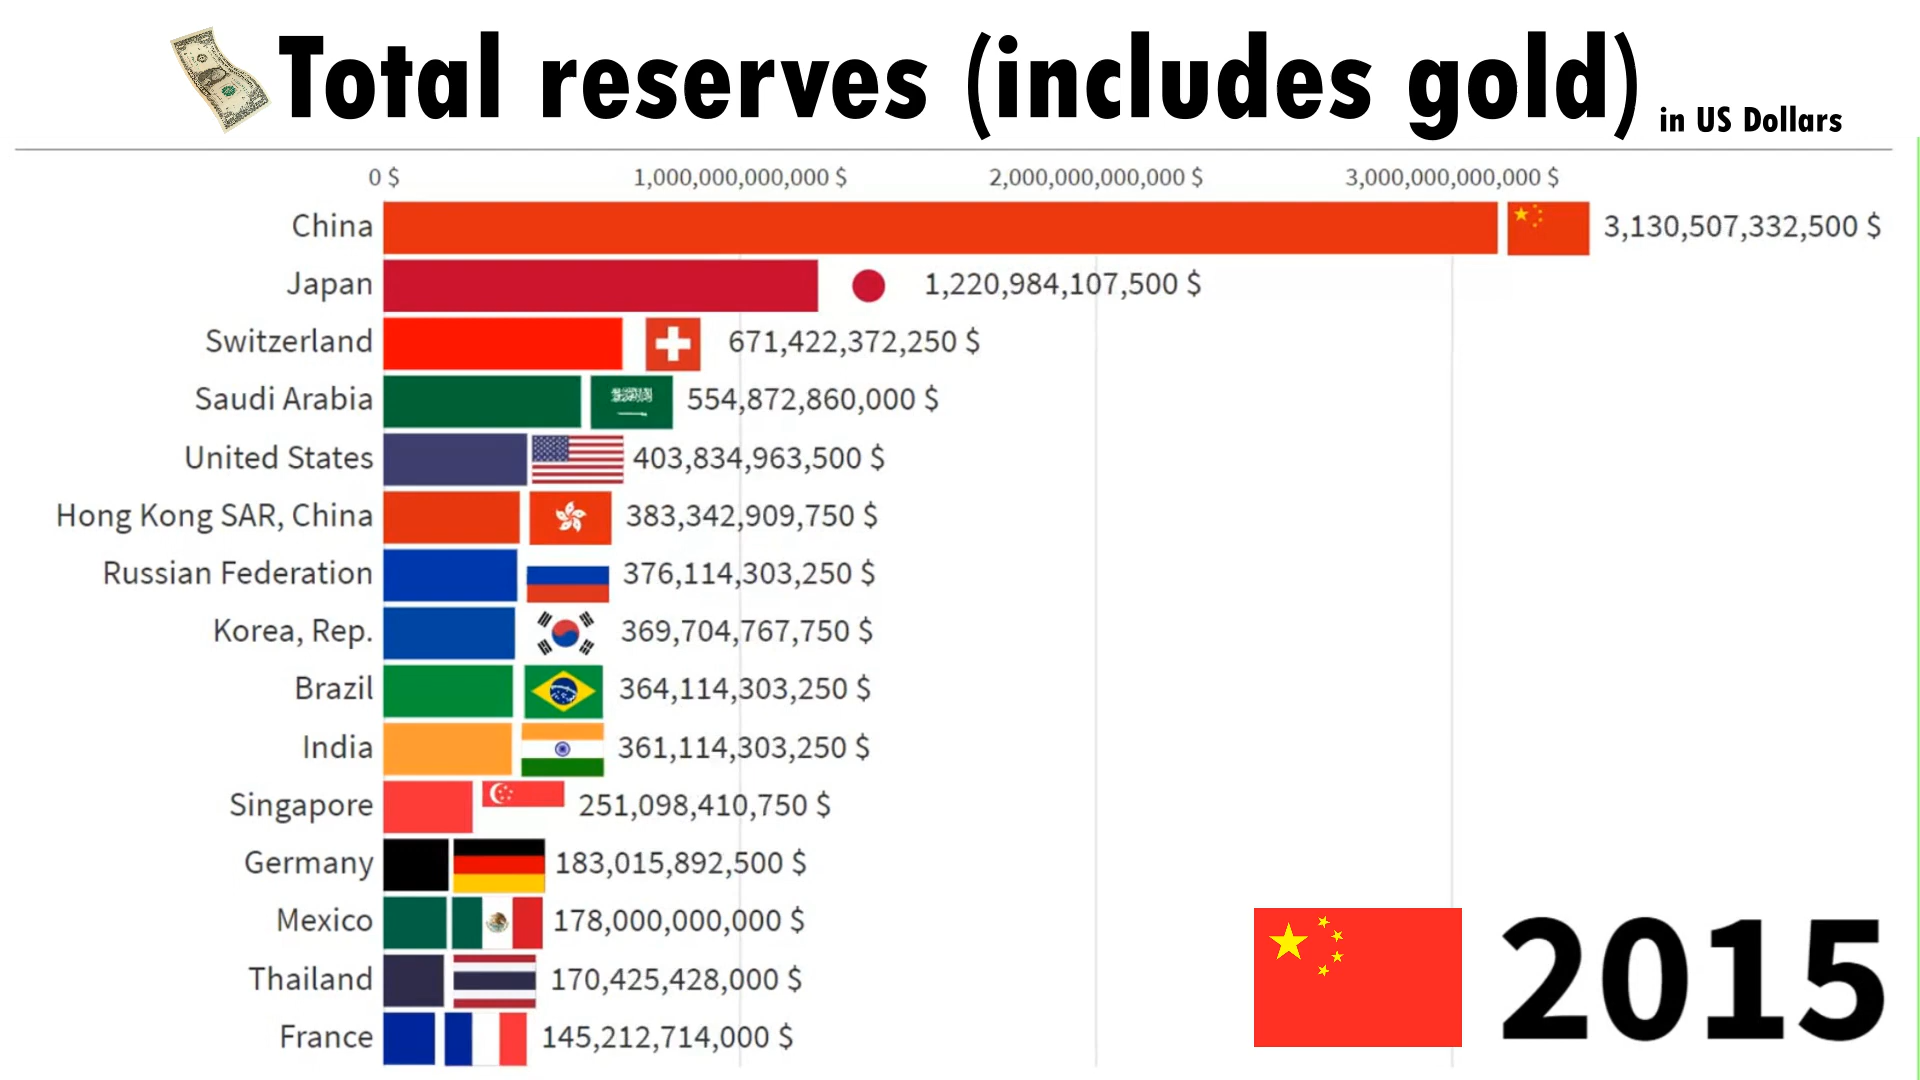 Total reserves (includes gold) in US Dollars
0 $ 1,000,000,000,000 $ 2,000,000,000,000 $ 3,000,000,000,000 $
China 3,130,507,332,500 $
Japan 1,220,984,107,500 $
Switzerland 671,422,372,250 $
Saudi Arabia 554,872,860,000 $
United States 403,834,963,500 $
Hong Kong SAR, China 383,342,909,750 $
Russian Federation 376,114,303,250 $
Korea, Rep. 369,704,767,750 $
Brazil 364,114,303,250 $
India 361,114,303,250 $
Singapore 251,098,410,750 $
Germany 183,015,892,500 $
Mexico 178,000,000,000 $
Thailand 170,425,428,000 $
France 145,212,714,000 $
2015